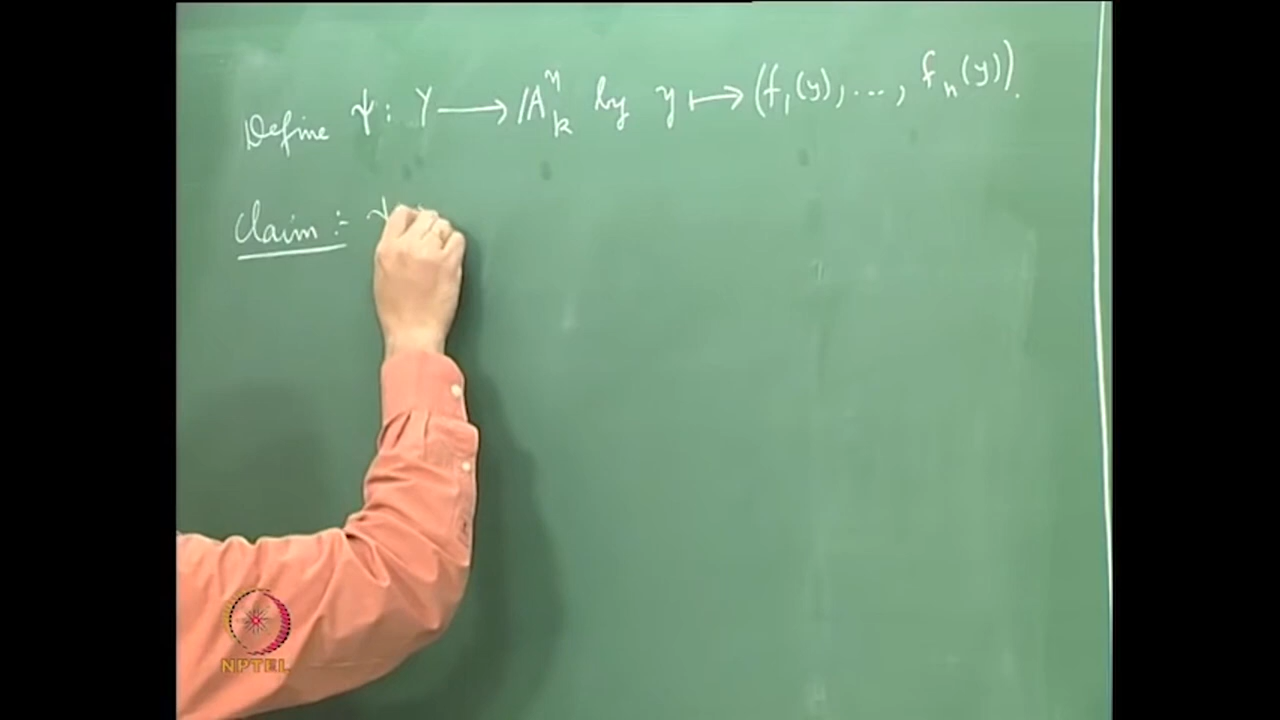 Define ψ: Y ⟶ 𝔸ⁿₖ by y ⟼ (f₁(y), ..., fₙ(y)).
Claim :- ψ
NPTEL